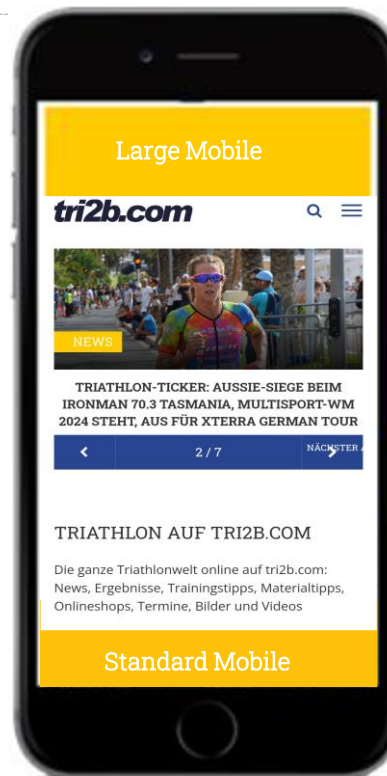 Large Mobile
tri2b.com
NEWS
TRIATHLON-TICKER: AUSSIE-SIEGE BEIM
IRONMAN 70.3 TASMANIA, MULTISPORT-WM
2024 STEHT, AUS FÜR XTERRA GERMAN TOUR
2 / 7
NÄCHSTER
TRIATHLON AUF TRI2B.COM
Die ganze Triathlonwelt online auf tri2b.com:
News, Ergebnisse, Trainingstipps, Materialtipps,
Onlineshops, Termine, Bilder und Videos
Standard Mobile